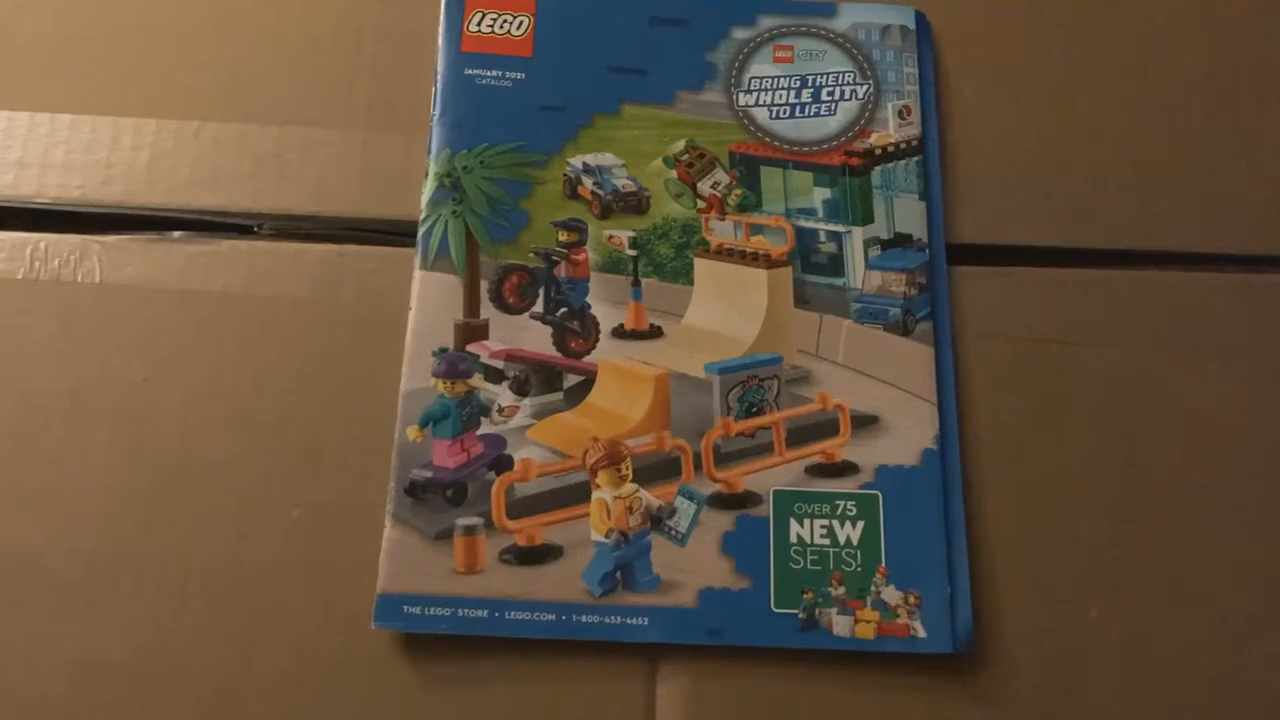 LEGO
JANUARY 2021
CATALOG
LEGO CITY
BRING THEIR
WHOLE CITY
TO LIFE!
OVER 75
NEW
SETS!
THE LEGO® STORE • LEGO.COM • 1-800-453-4652